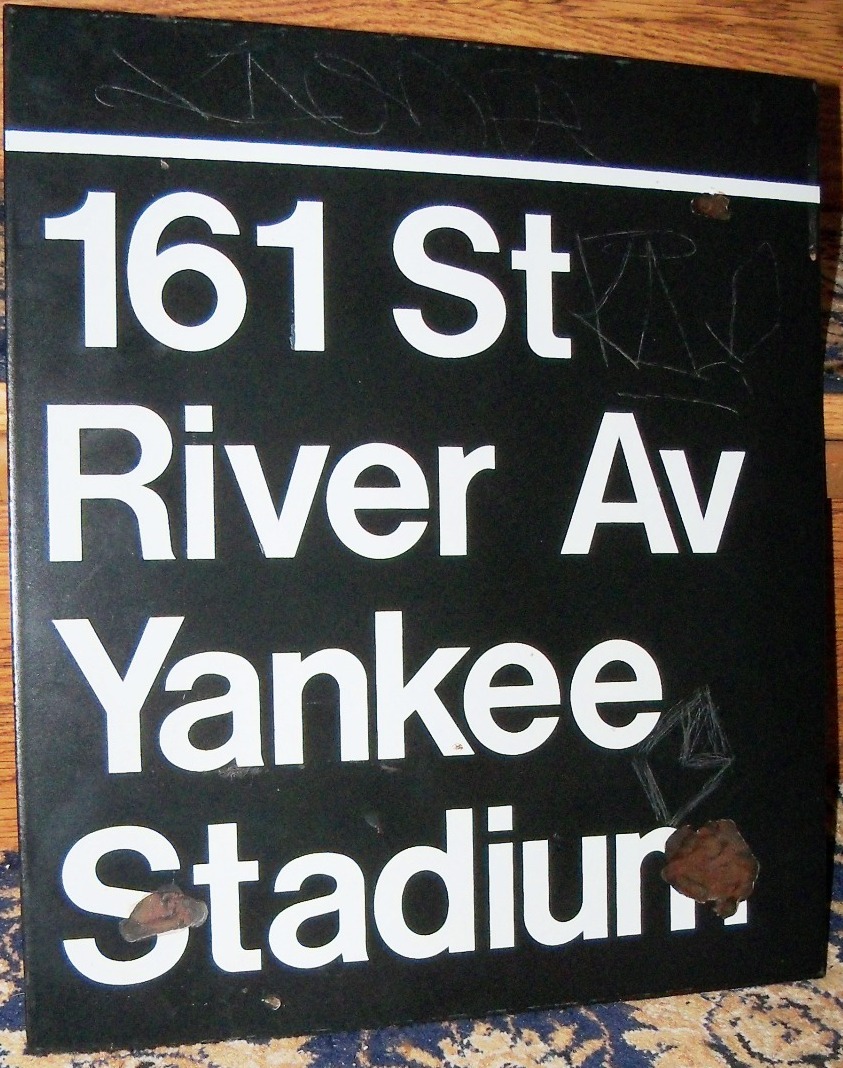 161 St
River Av
Yankee
Stadium